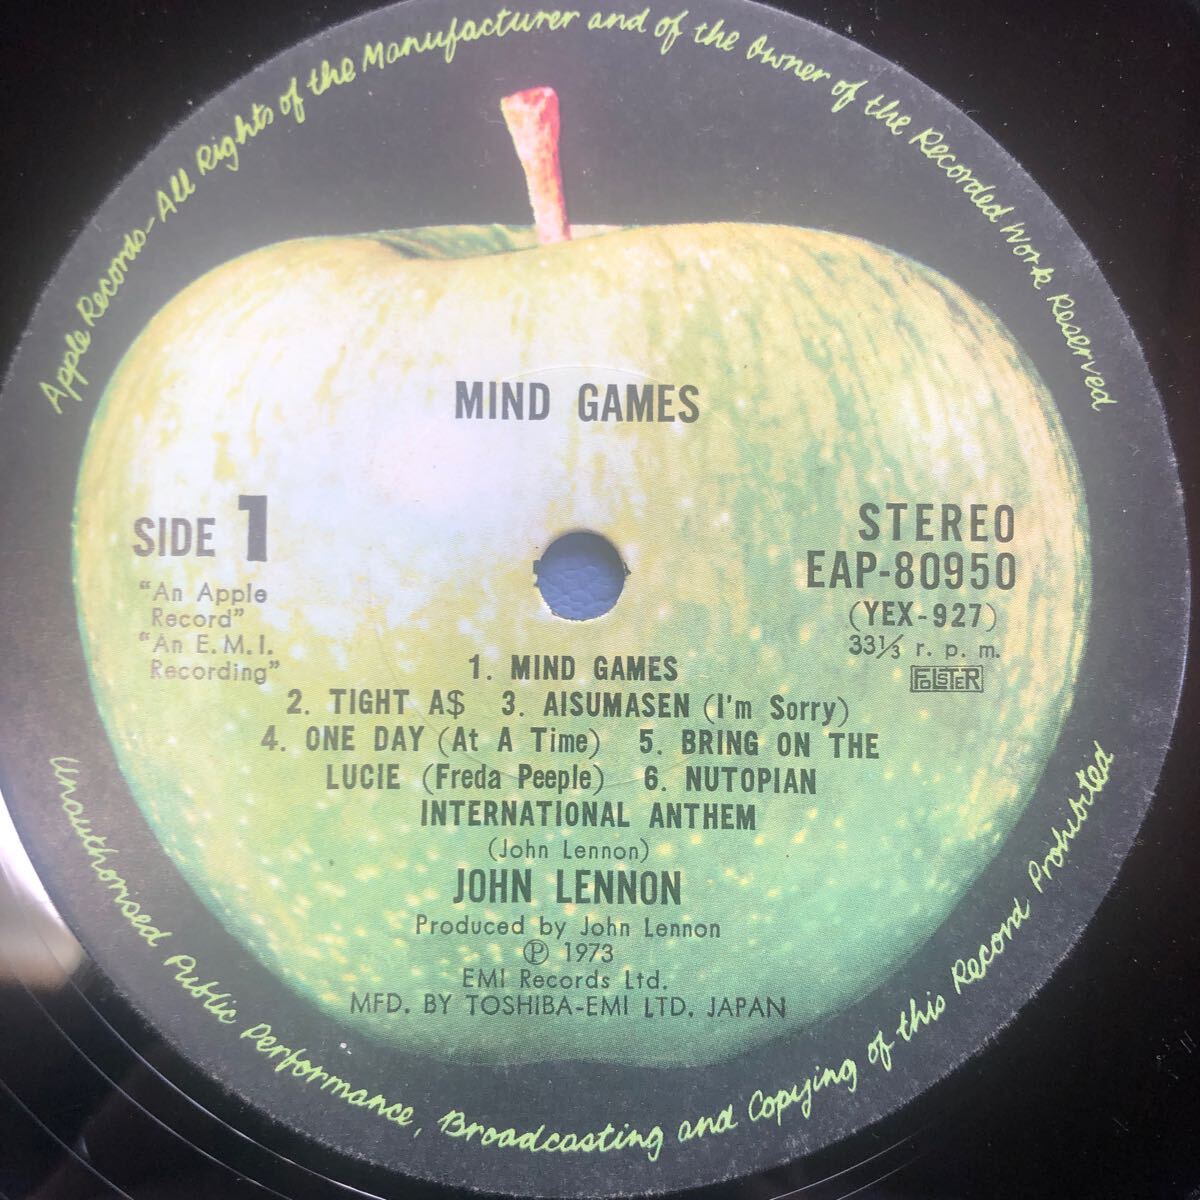 Apple Records—All Rights of the Manufacturer and of the Owner of the Recorded Work Reserved
MIND GAMES
SIDE 1
"An Apple
Record"
"An E.M.I.
Recording"
STEREO
EAP-80950
(YEX-927)
33⅓ r. p. m.
FOLSTER
1. MIND GAMES
2. TIGHT A$ 3. AISUMASEN (I'm Sorry)
4. ONE DAY (At A Time) 5. BRING ON THE
LUCIE (Freda Peeple) 6. NUTOPIAN
INTERNATIONAL ANTHEM
(John Lennon)
JOHN LENNON
Produced by John Lennon
℗ 1973
EMI Records Ltd.
MFD. BY TOSHIBA-EMI LTD. JAPAN
Unauthorised Public Performance, Broadcasting and Copying of this Record Prohibited